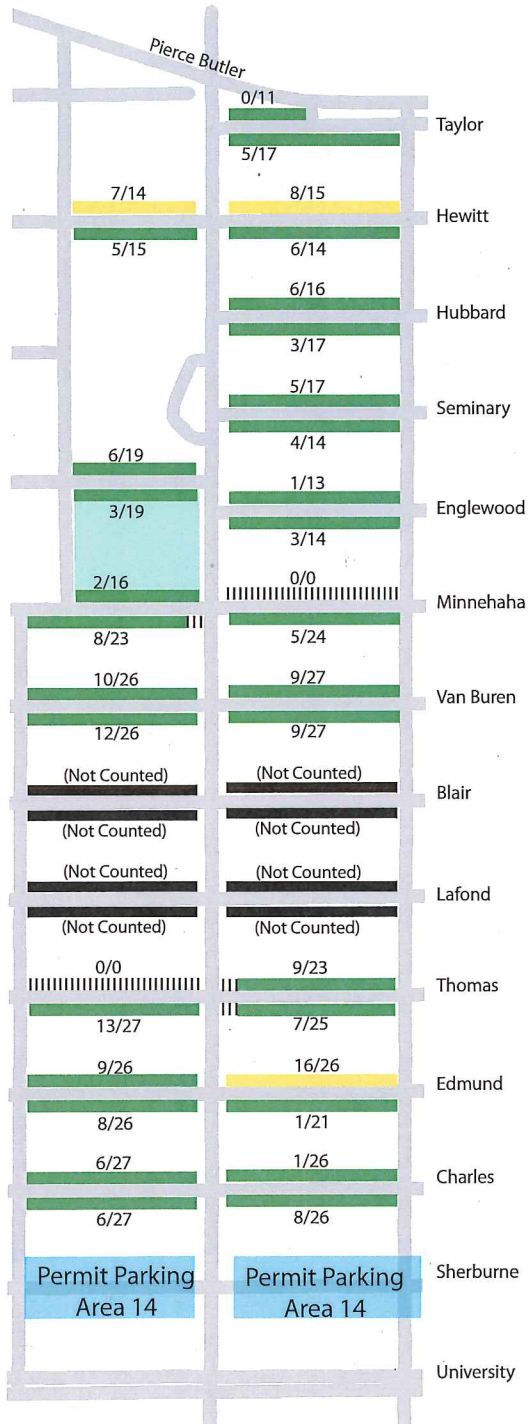 Pierce Butler
0/11
Taylor
5/17
7/14
8/15
Hewitt
5/15
6/14
6/16
Hubbard
3/17
5/17
Seminary
4/14
6/19
1/13
3/19
Englewood
3/14
2/16
0/0
Minnehaha
8/23
5/24
10/26
9/27
Van Buren
12/26
9/27
(Not Counted)
(Not Counted)
Blair
(Not Counted)
(Not Counted)
(Not Counted)
(Not Counted)
Lafond
(Not Counted)
(Not Counted)
0/0
9/23
Thomas
13/27
7/25
9/26
16/26
Edmund
8/26
1/21
6/27
1/26
Charles
6/27
8/26
Sherburne
Permit Parking
Area 14
Permit Parking
Area 14
University